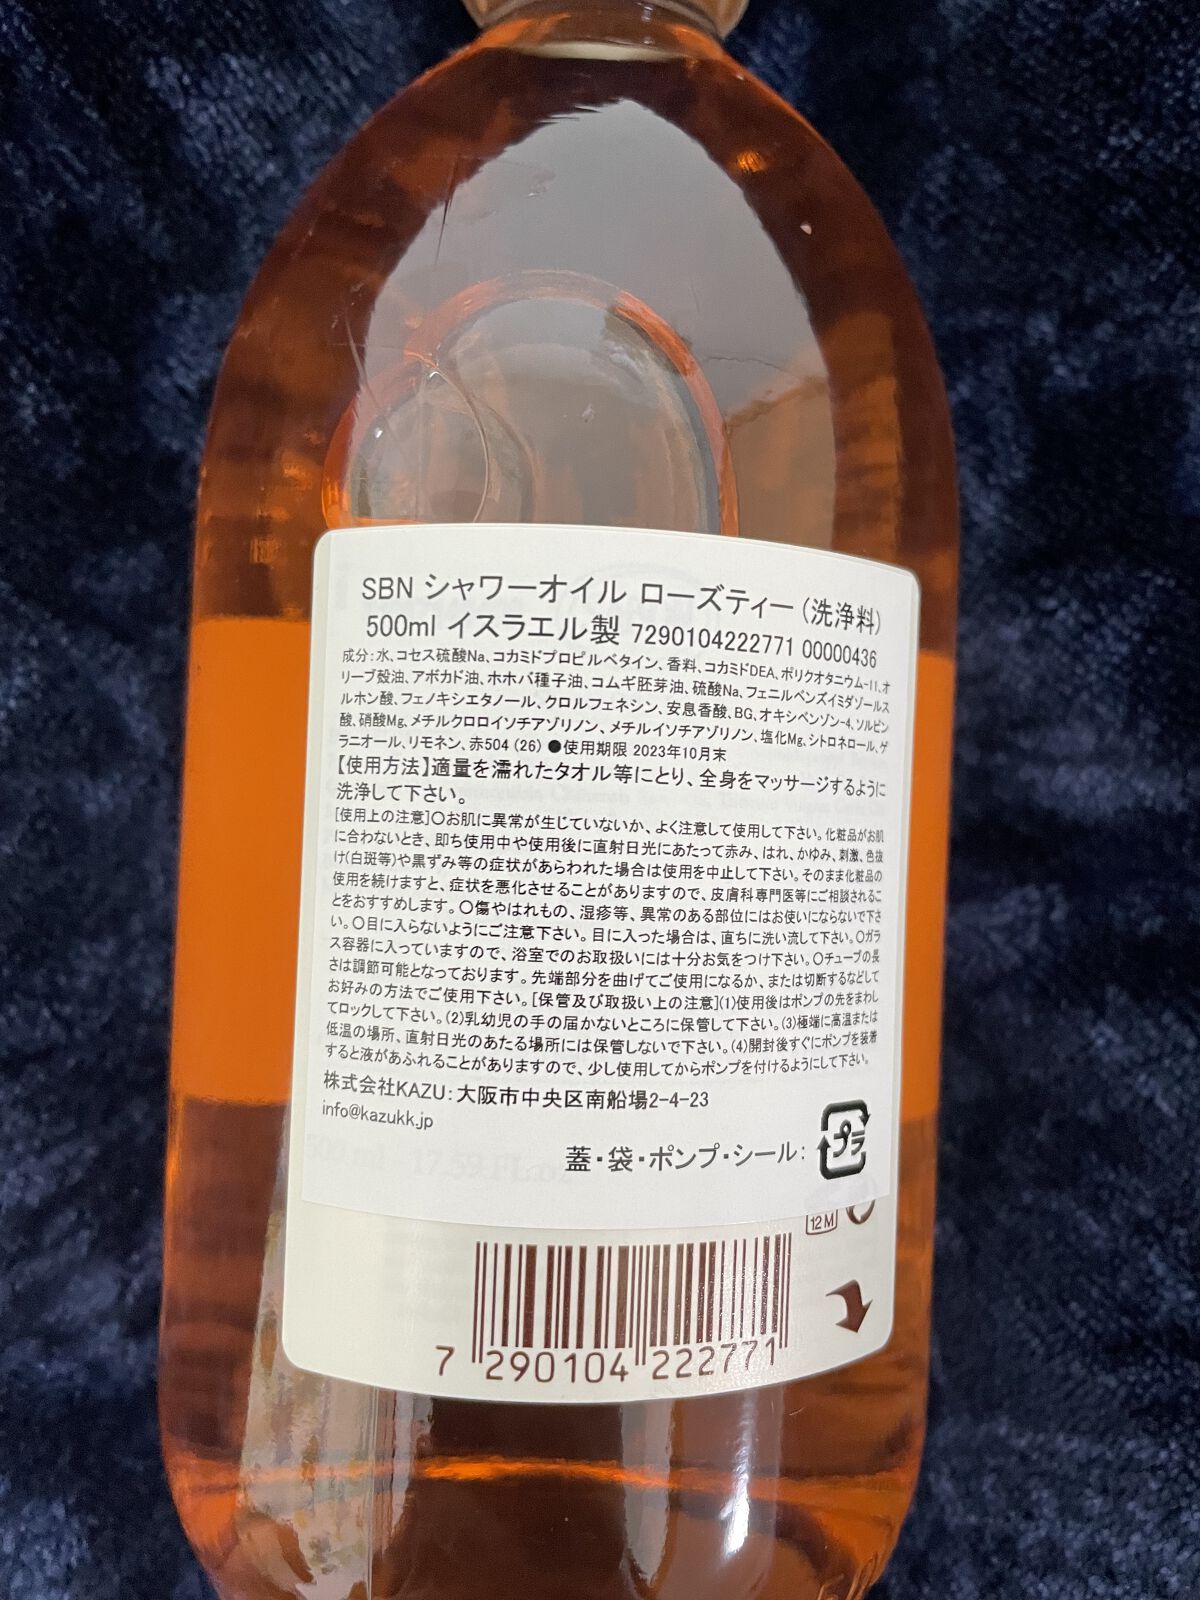 SBN シャワーオイル ローズティー (洗浄料)
500ml イスラエル製 7290104222771 00000436
成分:水、コセス硫酸Na、コカミドプロピルベタイン、香料、コカミドDEA、ポリクオタニウム-11、オ
リーブ殻油、アボカド油、ホホバ種子油、コムギ胚芽油、硫酸Na、フェニルベンズイミダゾールス
ルホン酸、フェノキシエタノール、クロルフェネシン、安息香酸、BG、オキシベンゾン-4、ソルビン
酸、硝酸Mg、メチルクロロイソチアゾリノン、メチルイソチアゾリノン、塩化Mg、シトロネロール、ゲ
ラニオール、リモネン、赤504 (26) ●使用期限 2023年10月末
【使用方法】適量を濡れたタオル等にとり、全身をマッサージするように
洗浄して下さい。
[使用上の注意]〇お肌に異常が生じていないか、よく注意して使用して下さい。化粧品がお肌
に合わないとき、即ち使用中や使用後に直射日光にあたって赤み、はれ、かゆみ、刺激、色抜
け(白斑等)や黒ずみ等の症状があらわれた場合は使用を中止して下さい。そのまま化粧品の
使用を続けますと、症状を悪化させることがありますので、皮膚科専門医等にご相談されるこ
とをおすすめします。〇傷やはれもの、湿疹等、異常のある部位にはお使いにならないで下さ
い。〇目に入らないようにご注意下さい。目に入った場合は、直ちに洗い流して下さい。〇ガラ
ス容器に入っていますので、浴室でのお取扱いには十分お気をつけ下さい。〇チューブの長
さは調節可能となっております。先端部分を曲げてご使用になるか、または切断するなどして
お好みの方法でご使用下さい。[保管及び取扱い上の注意](1)使用後はポンプの先をまわし
てロックして下さい。(2)乳幼児の手の届かないところに保管して下さい。(3)極端に高温または
低温の場所、直射日光のあたる場所には保管しないで下さい。(4)開封後すぐにポンプを装着
すると液があふれることがありますので、少し使用してからポンプを付けるようにして下さい。
株式会社KAZU:大阪市中央区南船場2-4-23
info@kazukk.jp
蓋・袋・ポンプ・シール:プラ
12M
7 290104 222771